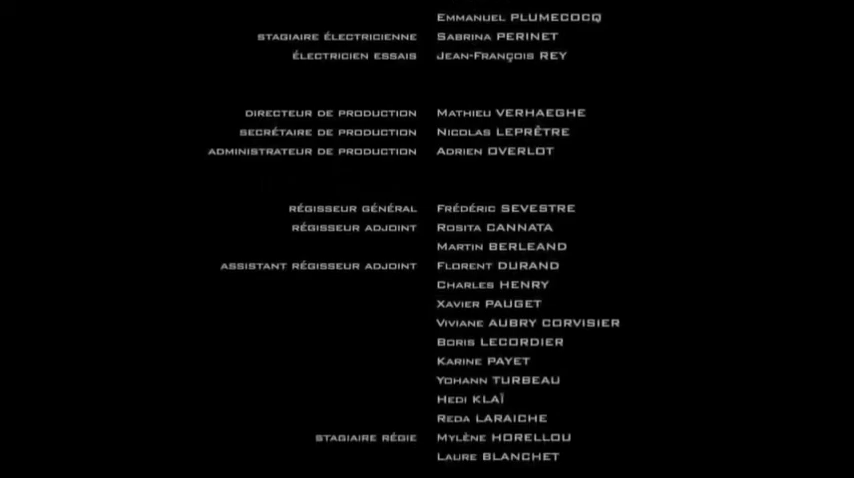 Emmanuel PLUMECOCQ
STAGIAIRE ÉLECTRICIENNE Sabrina PERINET
ÉLECTRICIEN ESSAIS Jean-François REY
DIRECTEUR DE PRODUCTION Mathieu VERHAEGHE
SECRÉTAIRE DE PRODUCTION Nicolas LEPRÊTRE
ADMINISTRATEUR DE PRODUCTION Adrien OVERLOT
RÉGISSEUR GÉNÉRAL Frédéric SEVESTRE
RÉGISSEUR ADJOINT Rosita CANNATA
Martin BERLEAND
ASSISTANT RÉGISSEUR ADJOINT Florent DURAND
Charles HENRY
Xavier PAUGET
Viviane AUBRY CORVISIER
Boris LECORDIER
Karine PAYET
Yohann TURBEAU
Hedi KLAÏ
Reda LARAICHE
STAGIAIRE RÉGIE Mylène HORELLOU
Laure BLANCHET